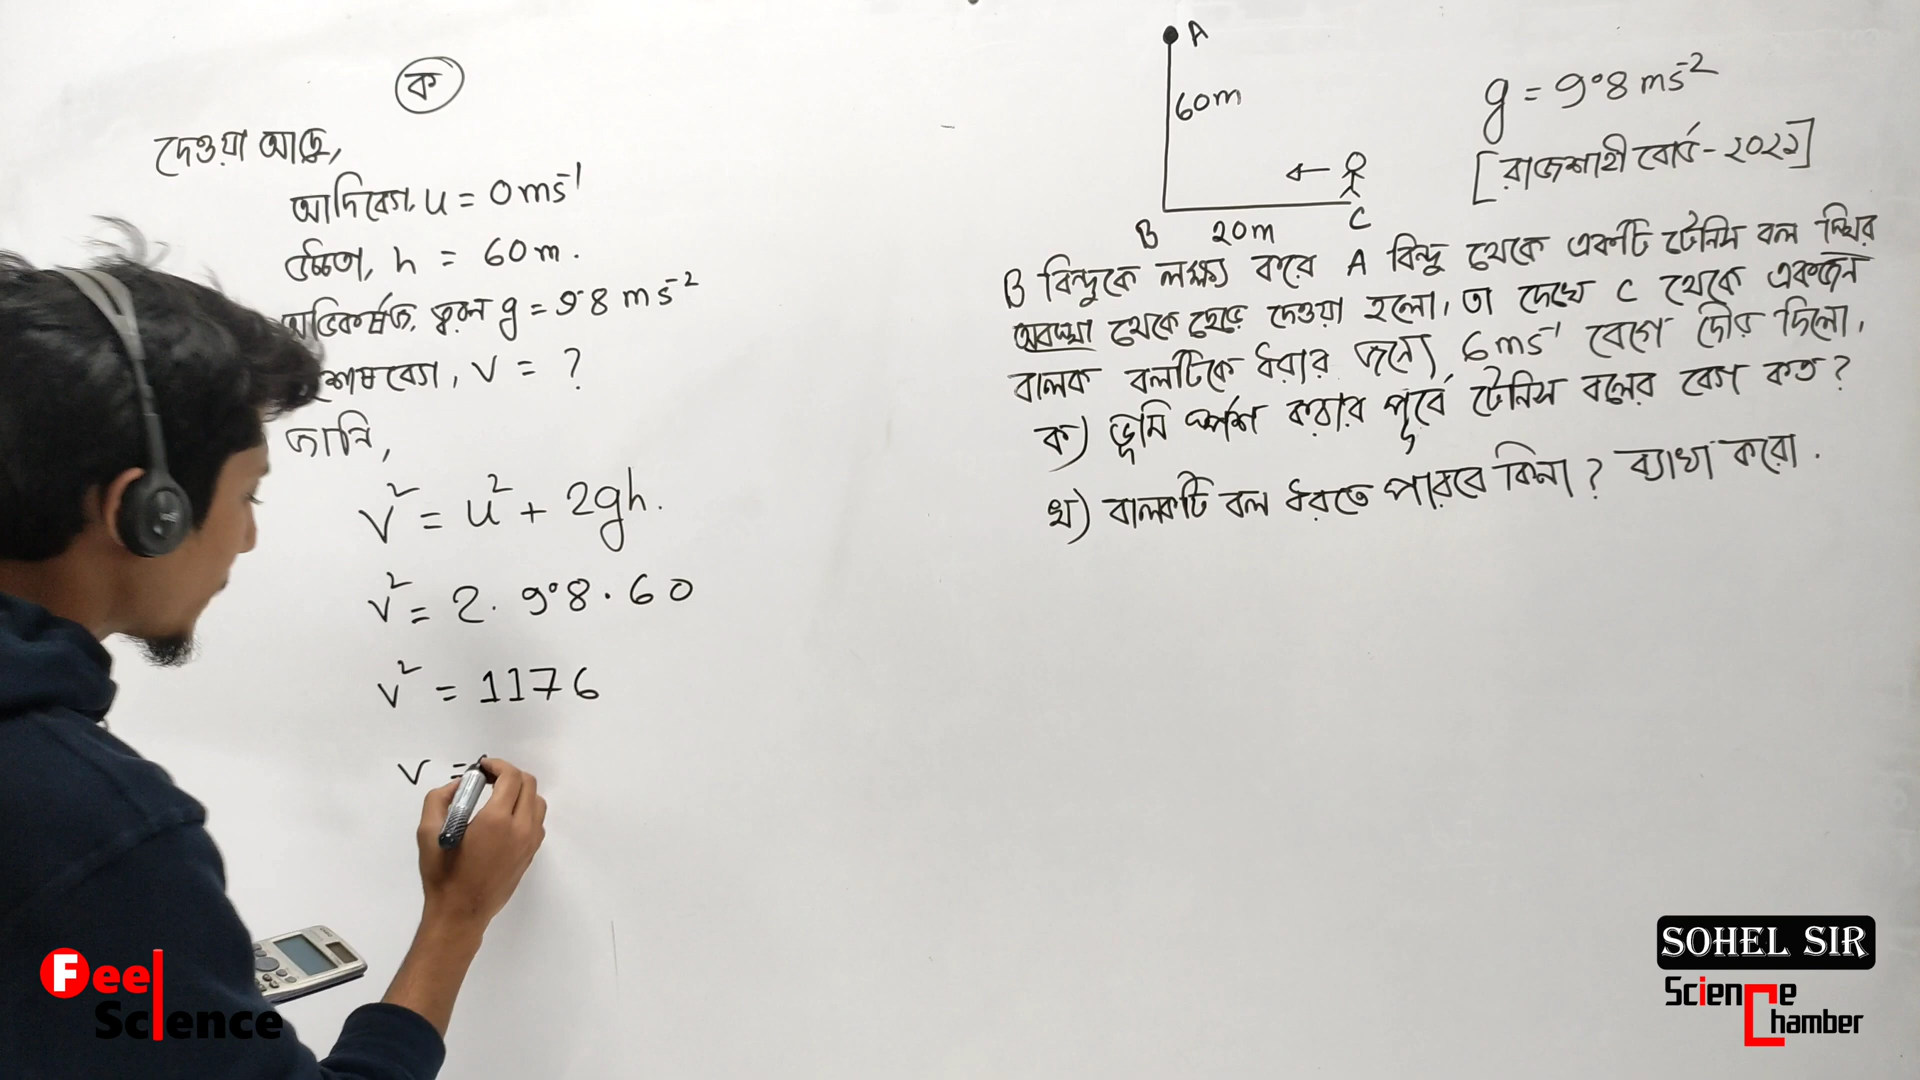 ক
দেওয়া আছে,
আদিবেগ, u = 0 ms⁻¹
উচ্চতা, h = 60 m.
অভিকর্ষজ ত্বরণ g = 9.8 ms⁻²
শেষবেগ, v = ?
জানি,
v² = u² + 2gh.
v² = 2. 9.8 . 60
v² = 1176
v =
A
60m
B
20m
C
g = 9.8 ms⁻²
[রাজশাহী বোর্ড - ২০২১]
B বিন্দুকে লক্ষ্য করে A বিন্দু থেকে একটি টেনিস বল স্থির
অবস্থা থেকে ছেড়ে দেওয়া হলো। তা দেখে C থেকে একজন
বালক বলটিকে ধরার জন্যে 6 ms⁻¹ বেগে দৌর দিলো।
ক) ভূমি স্পর্শ করার পূর্বে টেনিস বলের বেগ কত?
খ) বালকটি বল ধরতে পারবে কিনা? ব্যাখা করো.
Feel Science
SOHEL SIR
Science Chamber